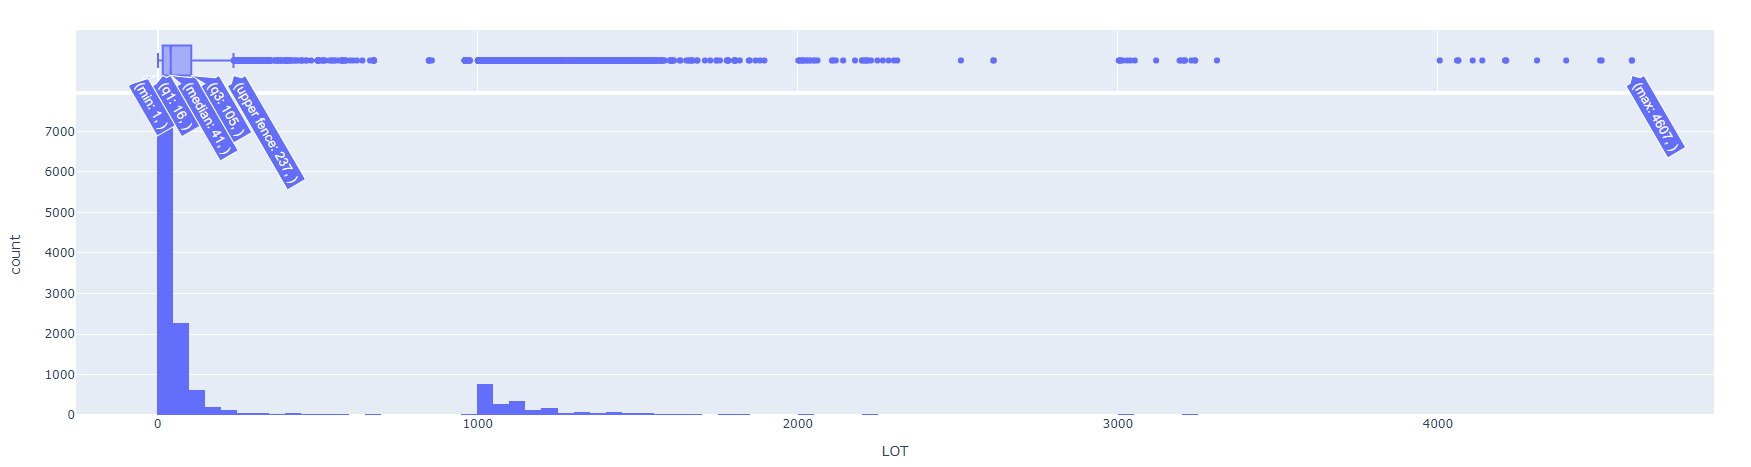 (min: 1, )
(q1: 16, )
(median: 41, )
(q3: 105, )
(upper fence: 237, )
(max: 4607, )
7000
6000
5000
4000
3000
2000
1000
0
count
0 1000 2000 3000 4000
LOT